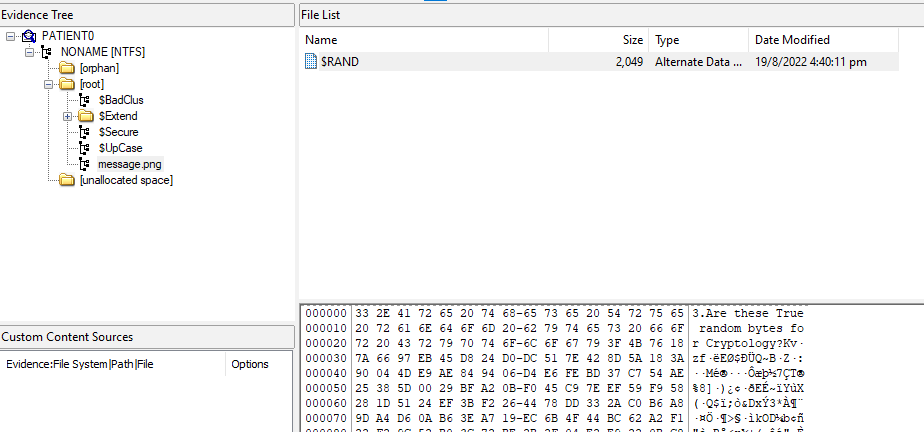 Evidence Tree
PATIENT0
NONAME [NTFS]
[orphan]
[root]
$BadClus
$Extend
$Secure
$UpCase
message.png
[unallocated space]
Custom Content Sources
Evidence:File System|Path|File Options
File List
Name Size Type Date Modified
$RAND 2,049 Alternate Data ... 19/8/2022 4:40:11 pm
000000 33 2E 41 72 65 20 74 68-65 73 65 20 54 72 75 65 3.Are these True
000010 20 72 61 6E 64 6F 6D 20-62 79 74 65 73 20 66 6F random bytes fo
000020 72 20 43 72 79 70 74 6F-6C 6F 67 79 3F 4B 76 18 r Cryptology?Kv·
000030 7A 66 97 EB 45 D8 24 D0-DC 51 7E 42 8D 5A 18 3A zf·ëEØ$ÐÜQ~B·Z·:
000040 90 04 4D E9 AE 84 94 06-D4 E6 FE BD 37 C7 54 AE ··Mé®···Ôæþ½7ÇT®
000050 25 38 5D 00 29 BF A2 0B-F0 45 C9 7E EF 59 F9 58 %8]·)¿¢·ðEÉ~ïYùX
000060 28 1D 51 24 EF 3B F2 26-44 78 DD 33 2A C0 B6 A8 (·Q$ï;ò&DxÝ3*À¶¨
000070 9D A4 D6 0A B6 3E A7 19-EC 6B 4F 44 BC 62 A2 F1 ·¤Ö·¶>§·ìkOD¼b¢ñ